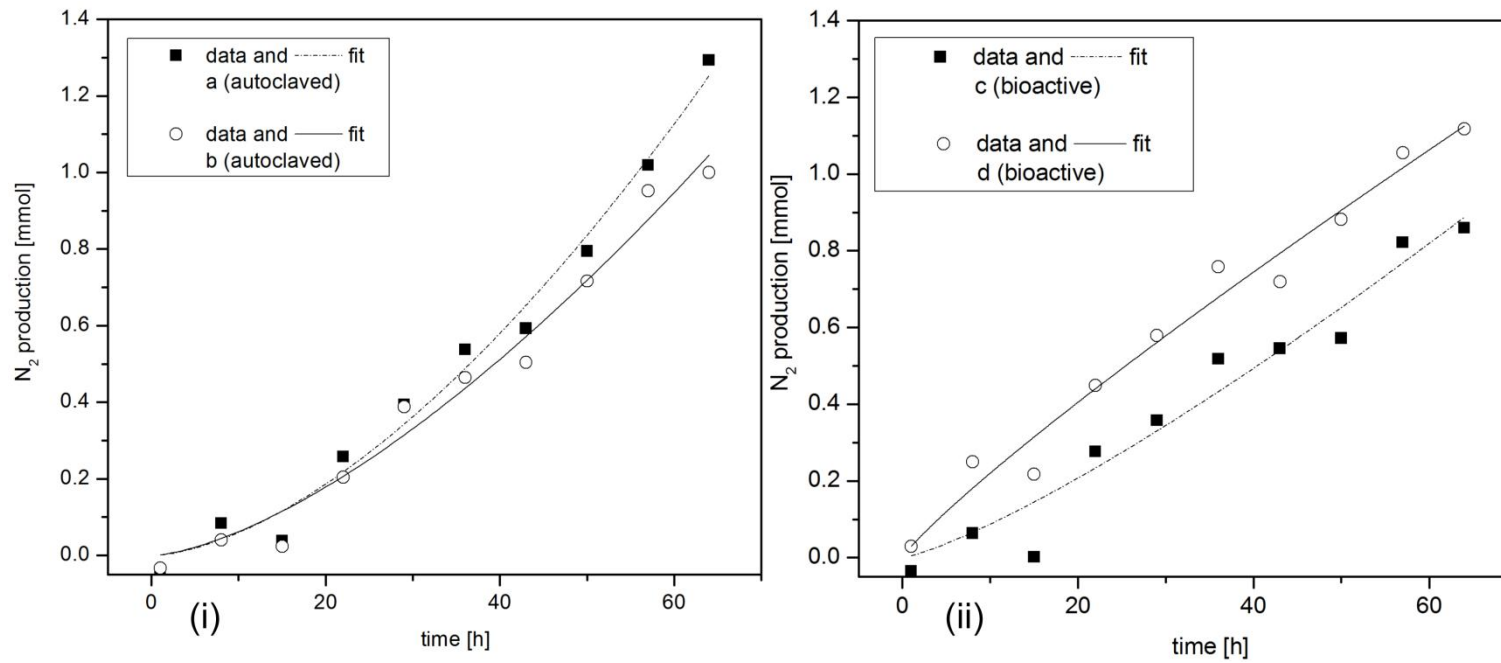 1.4
1.2
1.0
0.8
0.6
0.4
0.2
0.0
N₂ production [mmol]
data and fit
a (autoclaved)
data and fit
b (autoclaved)
0 20 40 60
(i)
time [h]
1.4
1.2
1.0
0.8
0.6
0.4
0.2
0.0
N₂ production [mmol]
data and fit
c (bioactive)
data and fit
d (bioactive)
0 20 40 60
(ii)
time [h]